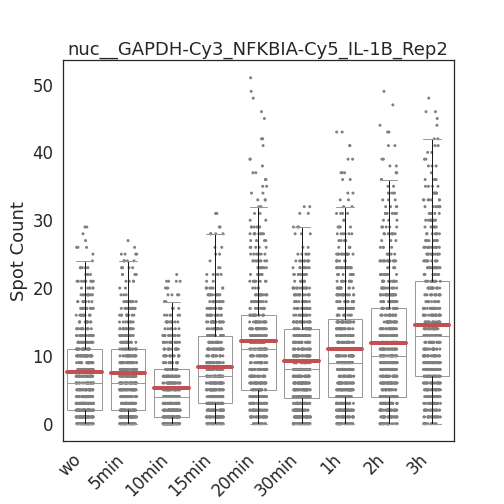 nuc__GAPDH-Cy3_NFKBIA-Cy5_IL-1B_Rep2
Spot Count
50
40
30
20
10
0
wo
5min
10min
15min
20min
30min
1h
2h
3h